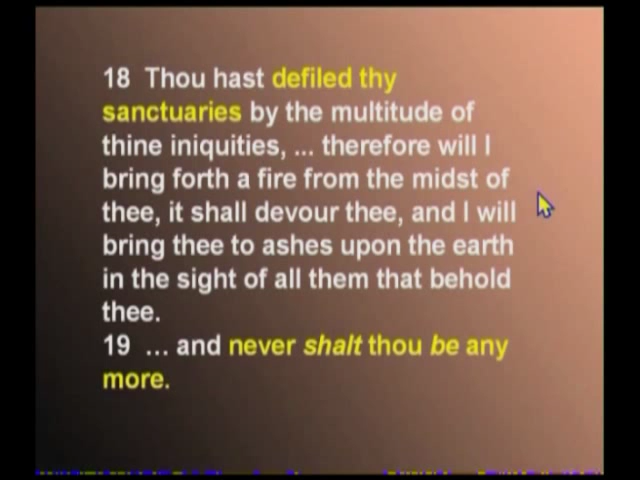 18 Thou hast defiled thy
sanctuaries by the multitude of
thine iniquities, ... therefore will I
bring forth a fire from the midst of
thee, it shall devour thee, and I will
bring thee to ashes upon the earth
in the sight of all them that behold
thee.
19 ... and never shalt thou be any
more.